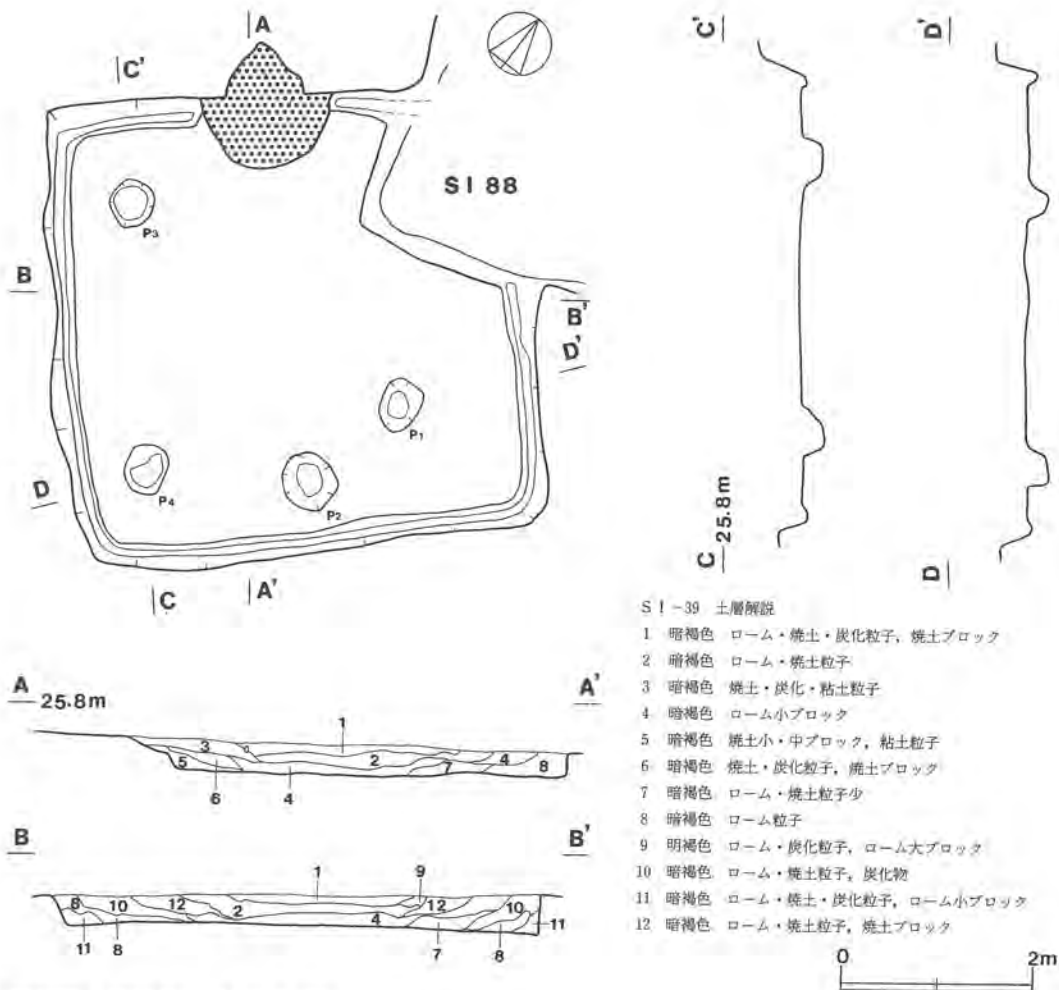 A
C'
SI 88
P3
B
B'
D'
P1
D
P4
P2
C
A'
C'
D'
C 25.8m
D
SI-39 土層解説
1 暗褐色 ローム・焼土・炭化粒子，焼土ブロック
2 暗褐色 ローム・焼土粒子
3 暗褐色 焼土・炭化・粘土粒子
4 暗褐色 ローム小ブロック
5 暗褐色 焼土小・中ブロック，粘土粒子
6 暗褐色 焼土・炭化粒子，焼土ブロック
7 暗褐色 ローム・焼土粒子少
8 暗褐色 ローム粒子
9 明褐色 ローム・炭化粒子，ローム大ブロック
10 暗褐色 ローム・焼土粒子，炭化物
11 暗褐色 ローム・焼土・炭化粒子，ローム小ブロック
12 暗褐色 ローム・焼土粒子，焼土ブロック
A 25.8m A'
1
3 2 4
5 7 8
6 4
B B'
1 9
8 10 12 2 4 12 10
11 8 7 8 11
0 2m